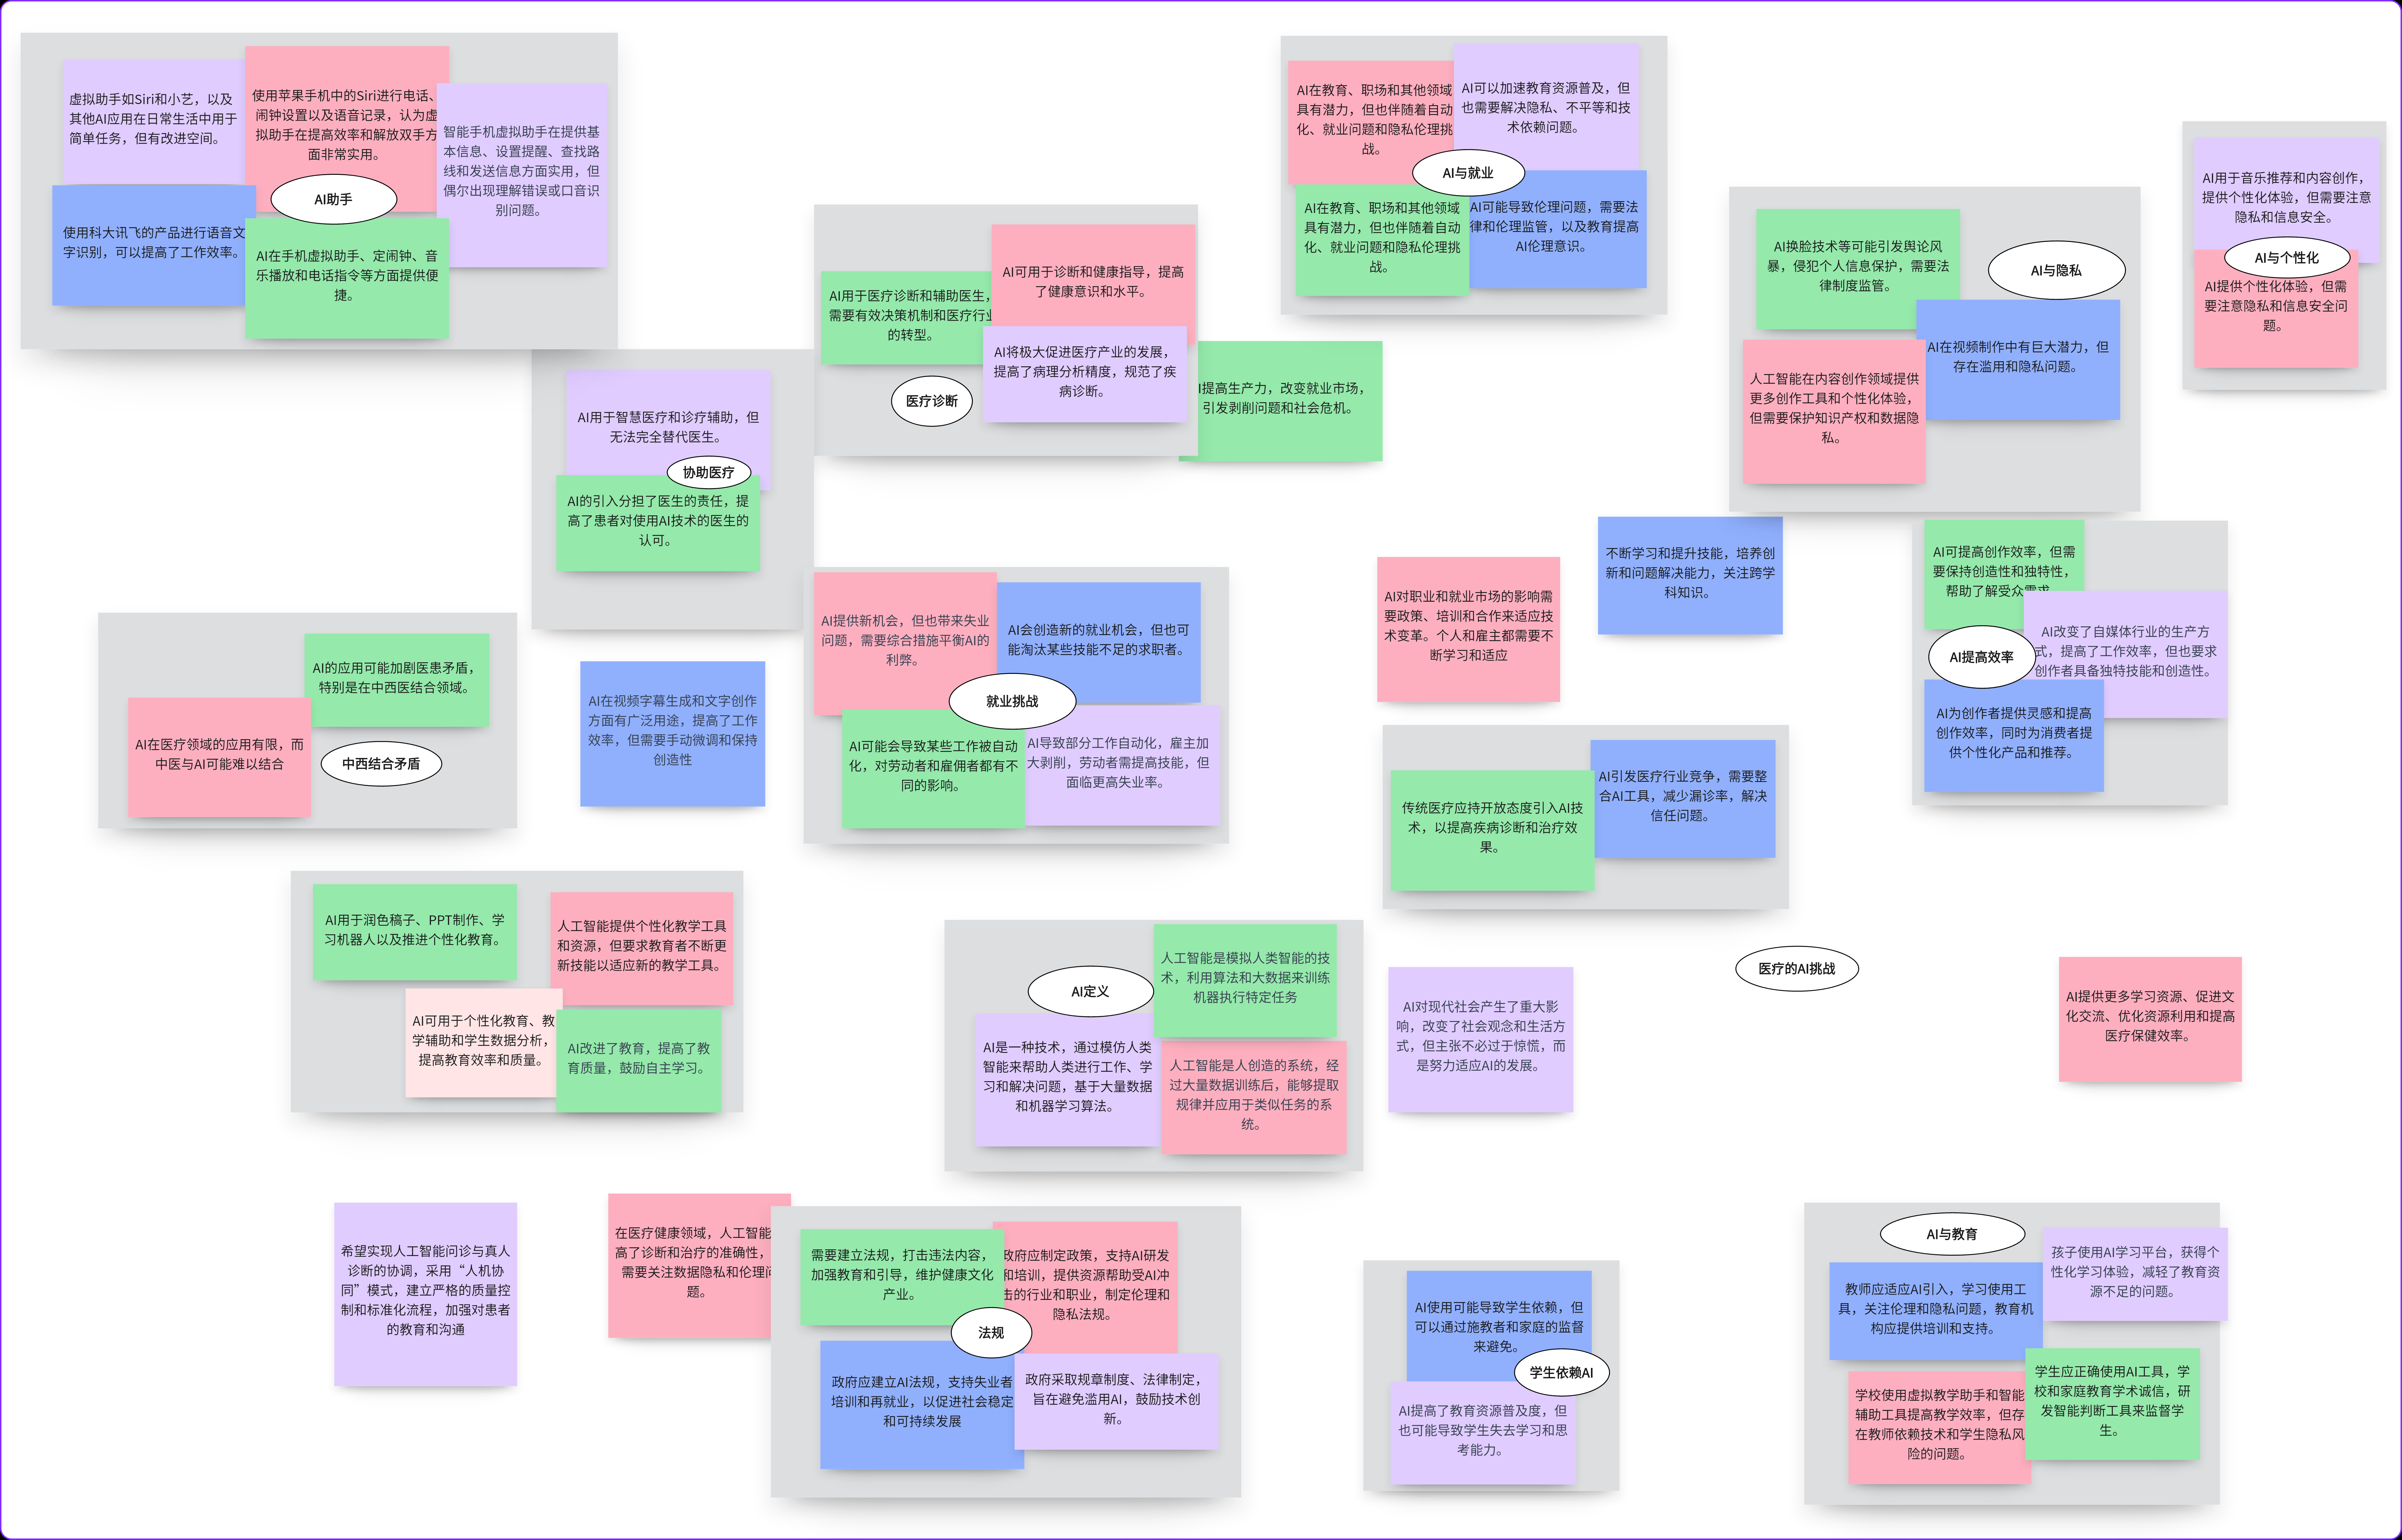 虚拟助手如Siri和小艺，以及
其他AI应用在日常生活中用于
简单任务，但有改进空间。
使用苹果手机中的Siri进行电话、
闹钟设置以及语音记录，认为虚
拟助手在提高效率和解放双手方
面非常实用。
智能手机虚拟助手在提供基
本信息、设置提醒、查找路
线和发送信息方面实用，但
偶尔出现理解错误或口音识
别问题。
AI助手
使用科大讯飞的产品进行语音文
字识别，可以提高了工作效率。
AI在手机虚拟助手、定闹钟、音
乐播放和电话指令等方面提供便
捷。
AI在教育、职场和其他领域
具有潜力，但也伴随着自动
化、就业问题和隐私伦理挑
战。
AI可以加速教育资源普及，但
也需要解决隐私、不平等和技
术依赖问题。
AI与就业
AI在教育、职场和其他领域
具有潜力，但也伴随着自动
化、就业问题和隐私伦理挑
战。
AI可能导致伦理问题，需要法
律和伦理监管，以及教育提高
AI伦理意识。
AI用于音乐推荐和内容创作，
提供个性化体验，但需要注意
隐私和信息安全。
AI与个性化
AI提供个性化体验，但需
要注意隐私和信息安全问
题。
AI换脸技术等可能引发舆论风
暴，侵犯个人信息保护，需要法
律制度监管。
AI与隐私
AI在视频制作中有巨大潜力，但
存在滥用和隐私问题。
人工智能在内容创作领域提供
更多创作工具和个性化体验，
但需要保护知识产权和数据隐
私。
AI用于医疗诊断和辅助医生，
需要有效决策机制和医疗行业
的转型。
AI可用于诊断和健康指导，提高
了健康意识和水平。
AI将极大促进医疗产业的发展，
提高了病理分析精度，规范了疾
病诊断。
医疗诊断
提高生产力，改变就业市场，
引发剥削问题和社会危机。
AI用于智慧医疗和诊疗辅助，但
无法完全替代医生。
协助医疗
AI的引入分担了医生的责任，提
高了患者对使用AI技术的医生的
认可。
AI对职业和就业市场的影响需
要政策、培训和合作来适应技
术变革。个人和雇主都需要不
断学习和适应
不断学习和提升技能，培养创
新和问题解决能力，关注跨学
科知识。
AI可提高创作效率，但需
要保持创造性和独特性，
帮助了解受众
AI提高效率
AI改变了自媒体行业的生产方
式，提高了工作效率，但也要求
创作者具备独特技能和创造性。
AI为创作者提供灵感和提高
创作效率，同时为消费者提
供个性化产品和推荐。
AI的应用可能加剧医患矛盾，
特别是在中西医结合领域。
AI在医疗领域的应用有限，而
中医与AI可能难以结合
中西结合矛盾
AI在视频字幕生成和文字创作
方面有广泛用途，提高了工作
效率，但需要手动微调和保持
创造性
AI提供新机会，但也带来失业
问题，需要综合措施平衡AI的
利弊。
AI会创造新的就业机会，但也可
能淘汰某些技能不足的求职者。
就业挑战
AI可能会导致某些工作被自动
化，对劳动者和雇佣者都有不
同的影响。
AI导致部分工作自动化，雇主加
大剥削，劳动者需提高技能，但
面临更高失业率。
传统医疗应持开放态度引入AI技
术，以提高疾病诊断和治疗效
果。
AI引发医疗行业竞争，需要整
合AI工具，减少漏诊率，解决
信任问题。
医疗的AI挑战
AI用于润色稿子、PPT制作、学
习机器人以及推进个性化教育。
人工智能提供个性化教学工具
和资源，但要求教育者不断更
新技能以适应新的教学工具。
AI可用于个性化教育、教
学辅助和学生数据分析，
提高教育效率和质量。
AI改进了教育，提高了教
育质量，鼓励自主学习。
AI定义
人工智能是模拟人类智能的技
术，利用算法和大数据来训练
机器执行特定任务
AI是一种技术，通过模仿人类
智能来帮助人类进行工作、学
习和解决问题，基于大量数据
和机器学习算法。
人工智能是人创造的系统，经
过大量数据训练后，能够提取
规律并应用于类似任务的系
统。
AI对现代社会产生了重大影
响，改变了社会观念和生活方
式，但主张不必过于惊慌，而
是努力适应AI的发展。
AI提供更多学习资源、促进文
化交流、优化资源利用和提高
医疗保健效率。
希望实现人工智能问诊与真人
诊断的协调，采用“人机协
同”模式，建立严格的质量控
制和标准化流程，加强对患者
的教育和沟通
在医疗健康领域，人工智能
高了诊断和治疗的准确性，
需要关注数据隐私和伦理问
题。
需要建立法规，打击违法内容，
加强教育和引导，维护健康文化
产业。
政府应制定政策，支持AI研发
和培训，提供资源帮助受AI冲
击的行业和职业，制定伦理和
隐私法规。
法规
政府应建立AI法规，支持失业者
培训和再就业，以促进社会稳定
和可持续发展
政府采取规章制度、法律制定，
旨在避免滥用AI，鼓励技术创
新。
AI使用可能导致学生依赖，但
可以通过施教者和家庭的监督
来避免。
学生依赖AI
AI提高了教育资源普及度，但
也可能导致学生失去学习和思
考能力。
AI与教育
孩子使用AI学习平台，获得个
性化学习体验，减轻了教育资
源不足的问题。
教师应适应AI引入，学习使用工
具，关注伦理和隐私问题，教育机
构应提供培训和支持。
学校使用虚拟教学助手和智能
辅助工具提高教学效率，但存
在教师依赖技术和学生隐私风
险的问题。
学生应正确使用AI工具，学
校和家庭教育学术诚信，研
发智能判断工具来监督学
生。